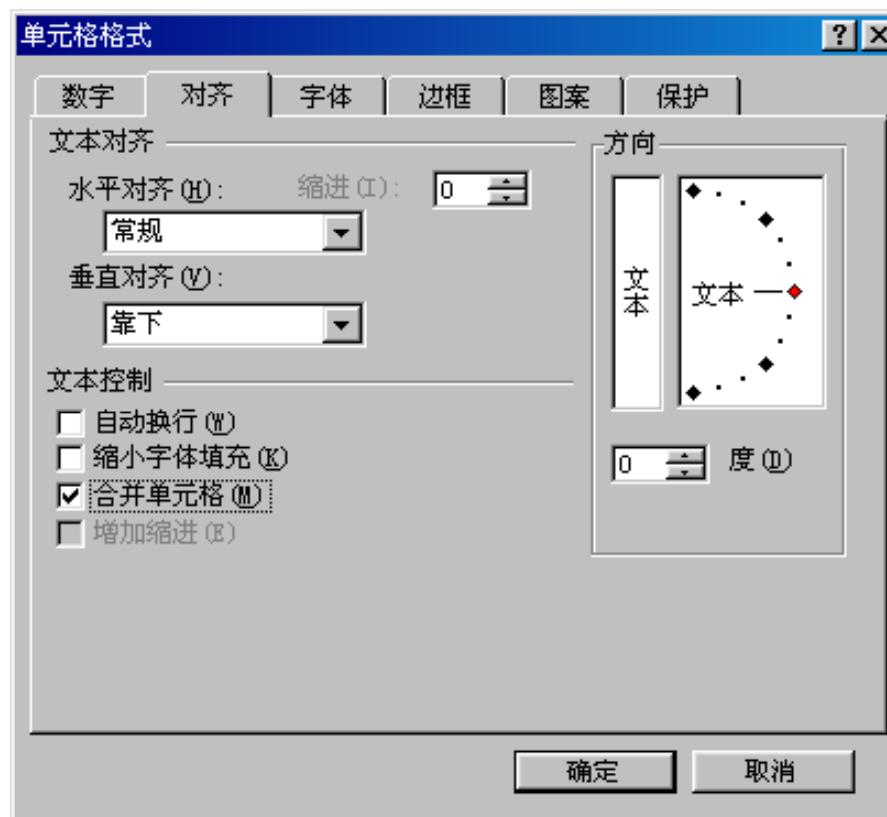 单元格格式
数字 对齐 字体 边框 图案 保护
文本对齐
水平对齐(H): 缩进(I): 0
常规
垂直对齐(V):
靠下
文本控制
自动换行(W)
缩小字体填充(K)
合并单元格(M)
增加缩进(E)
方向
文本
文本
0 度(D)
确定 取消